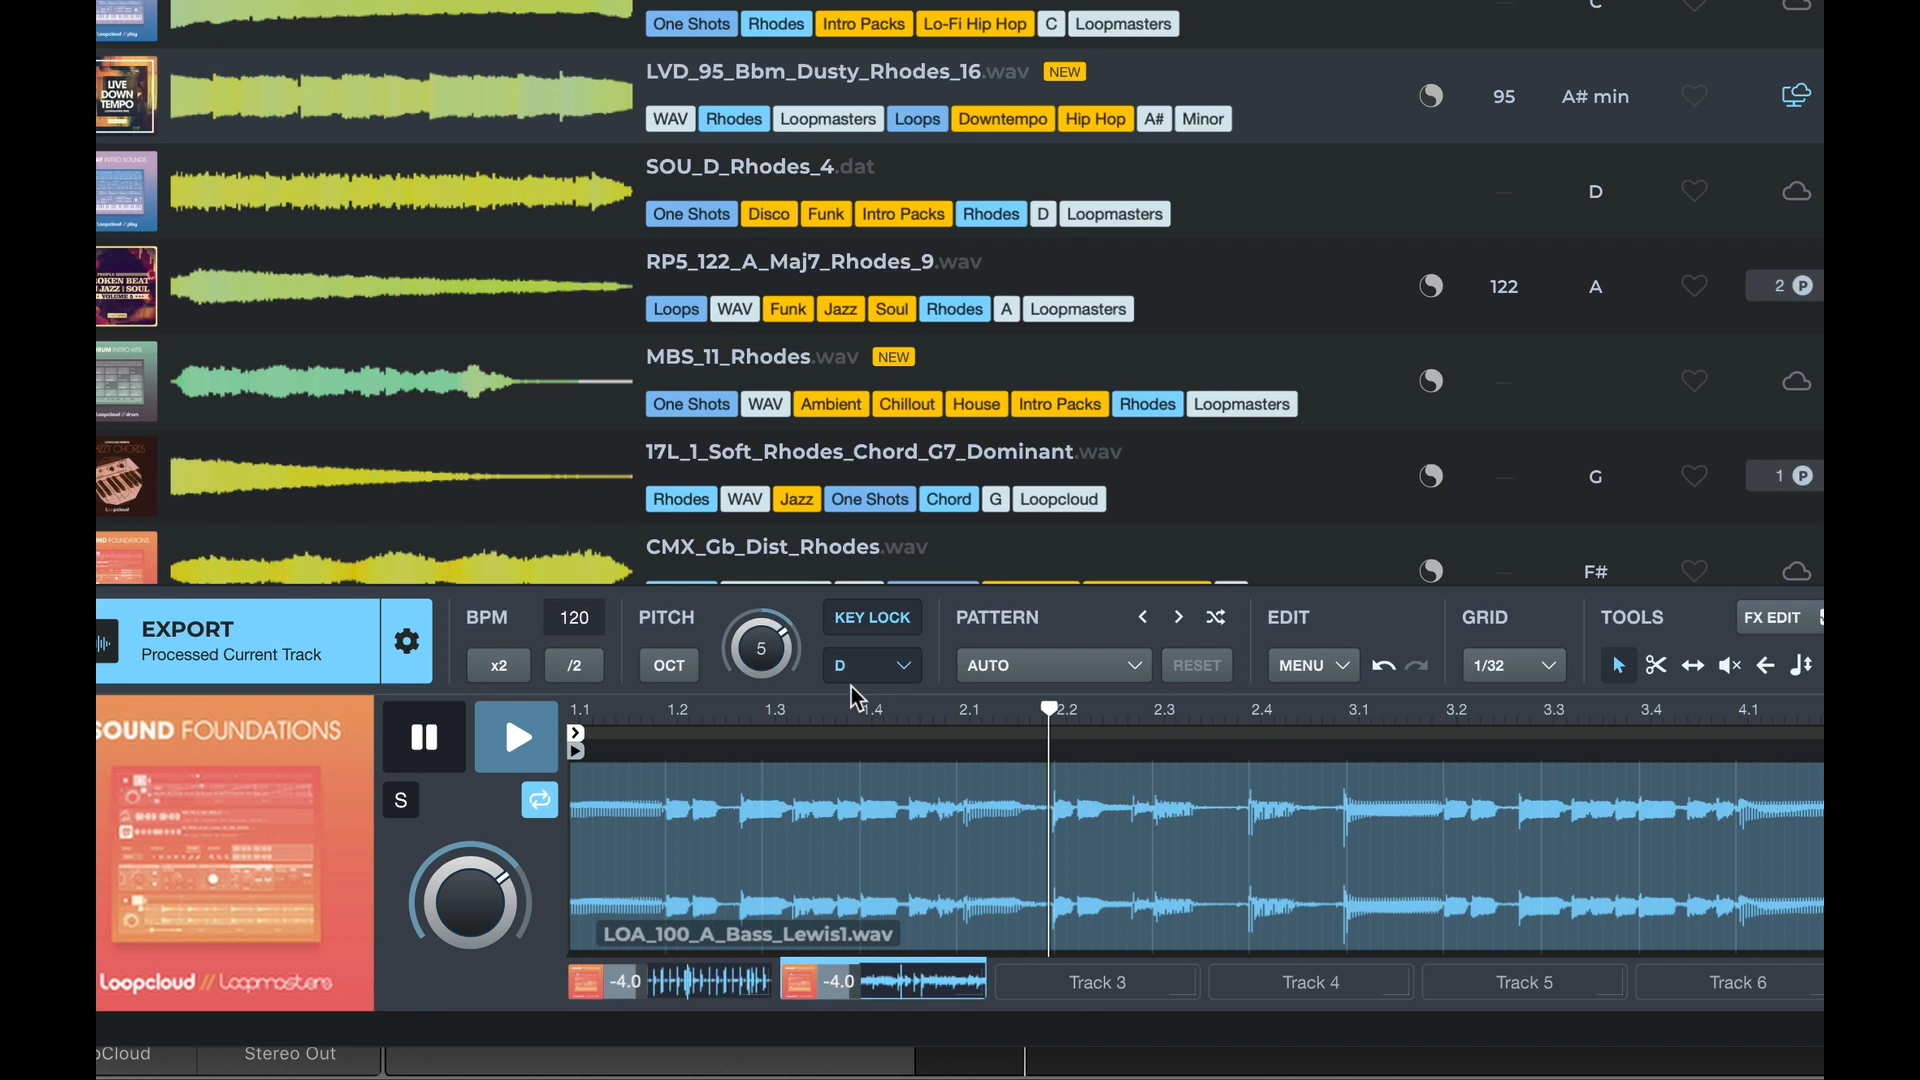 C
One Shots Rhodes Intro Packs Lo-Fi Hip Hop C Loopmasters
LIVE DOWN TEMPO
LVD_95_Bbm_Dusty_Rhodes_16.wav NEW
95 A# min
WAV Rhodes Loopmasters Loops Downtempo Hip Hop A# Minor
SOU_D_Rhodes_4.dat
D
One Shots Disco Funk Intro Packs Rhodes D Loopmasters
RP5_122_A_Maj7_Rhodes_9.wav
122 A 2 P
Loops WAV Funk Jazz Soul Rhodes A Loopmasters
MBS_11_Rhodes.wav NEW
One Shots WAV Ambient Chillout House Intro Packs Rhodes Loopmasters
17L_1_Soft_Rhodes_Chord_G7_Dominant.wav
G 1 P
Rhodes WAV Jazz One Shots Chord G Loopcloud
CMX_Gb_Dist_Rhodes.wav
F#
EXPORT
Processed Current Track
BPM 120 PITCH 5 KEY LOCK PATTERN EDIT GRID TOOLS FX EDIT
x2 /2 OCT D AUTO RESET MENU 1/32
1.1 1.2 1.3 1.4 2.1 2.2 2.3 2.4 3.1 3.2 3.3 3.4 4.1
SOUND FOUNDATIONS
S
LOA_100_A_Bass_Lewis1.wav
Loopcloud // Loopmasters
-4.0 -4.0 Track 3 Track 4 Track 5 Track 6
pCloud Stereo Out